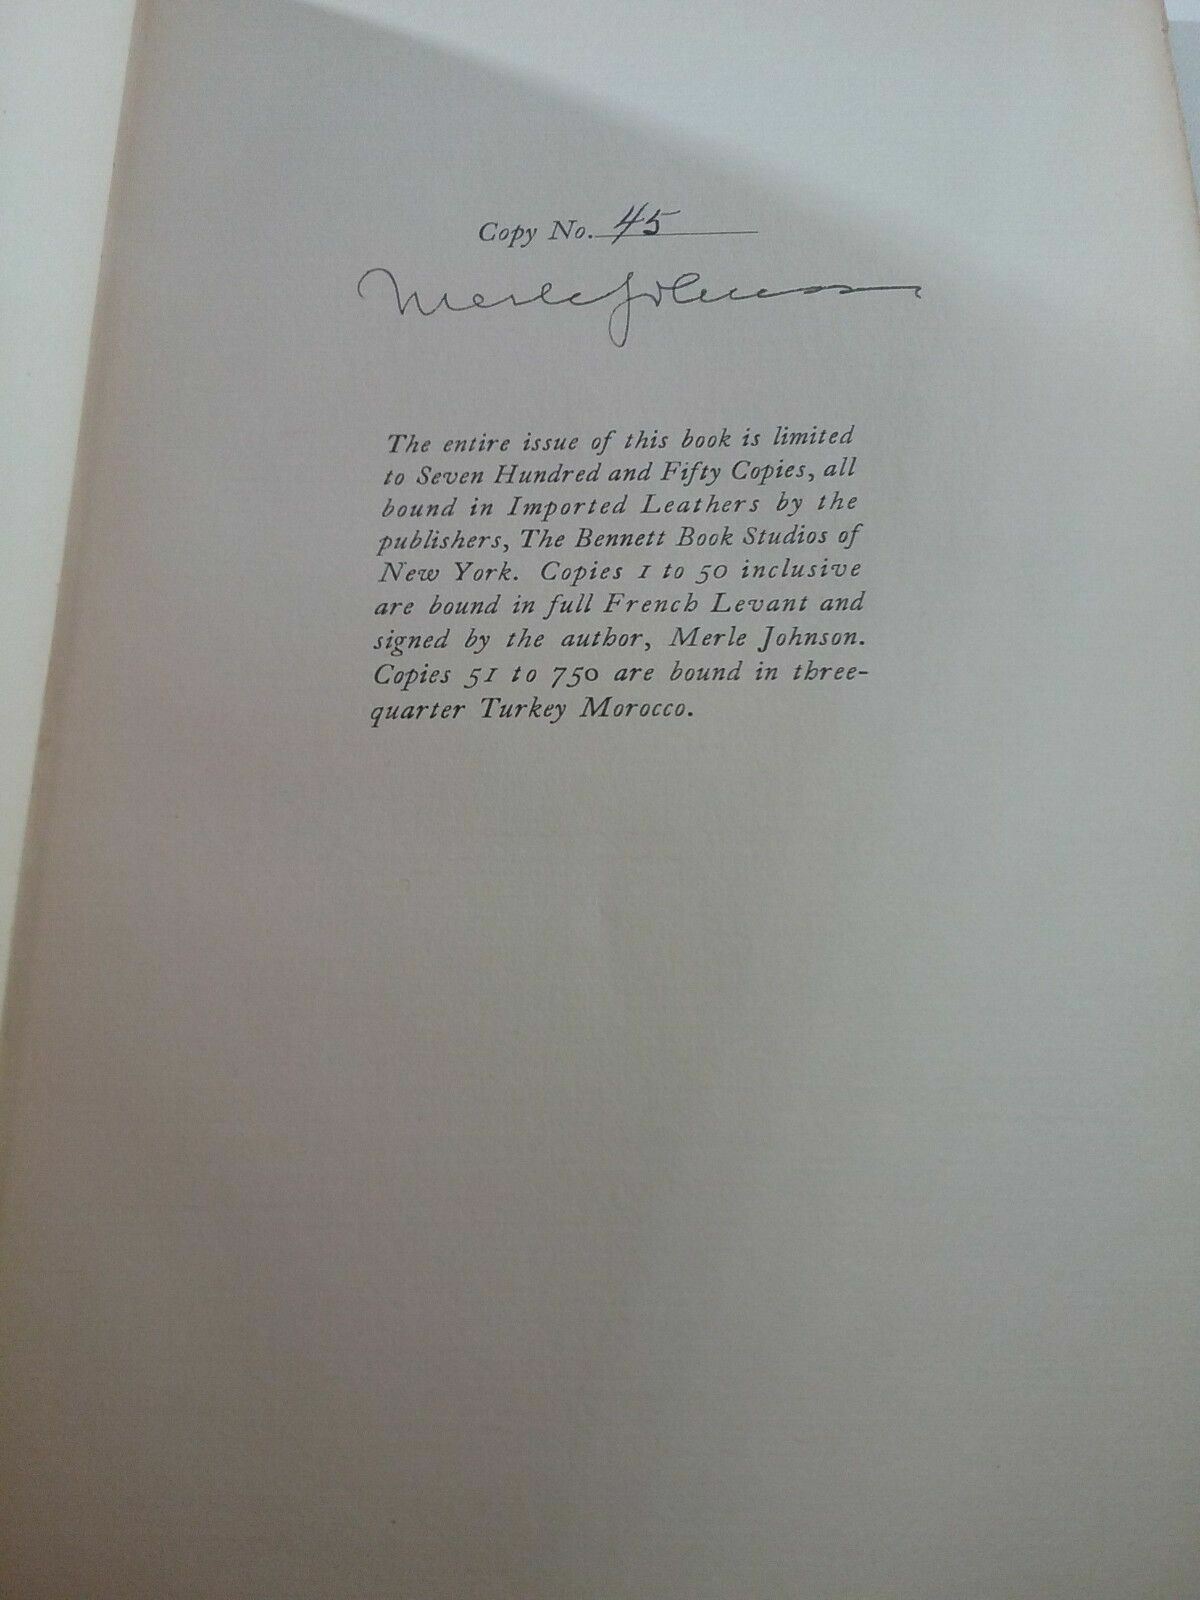 Copy No. 45
Merle Johnson
The entire issue of this book is limited
to Seven Hundred and Fifty Copies, all
bound in Imported Leathers by the
publishers, The Bennett Book Studios of
New York. Copies 1 to 50 inclusive
are bound in full French Levant and
signed by the author, Merle Johnson.
Copies 51 to 750 are bound in three-
quarter Turkey Morocco.